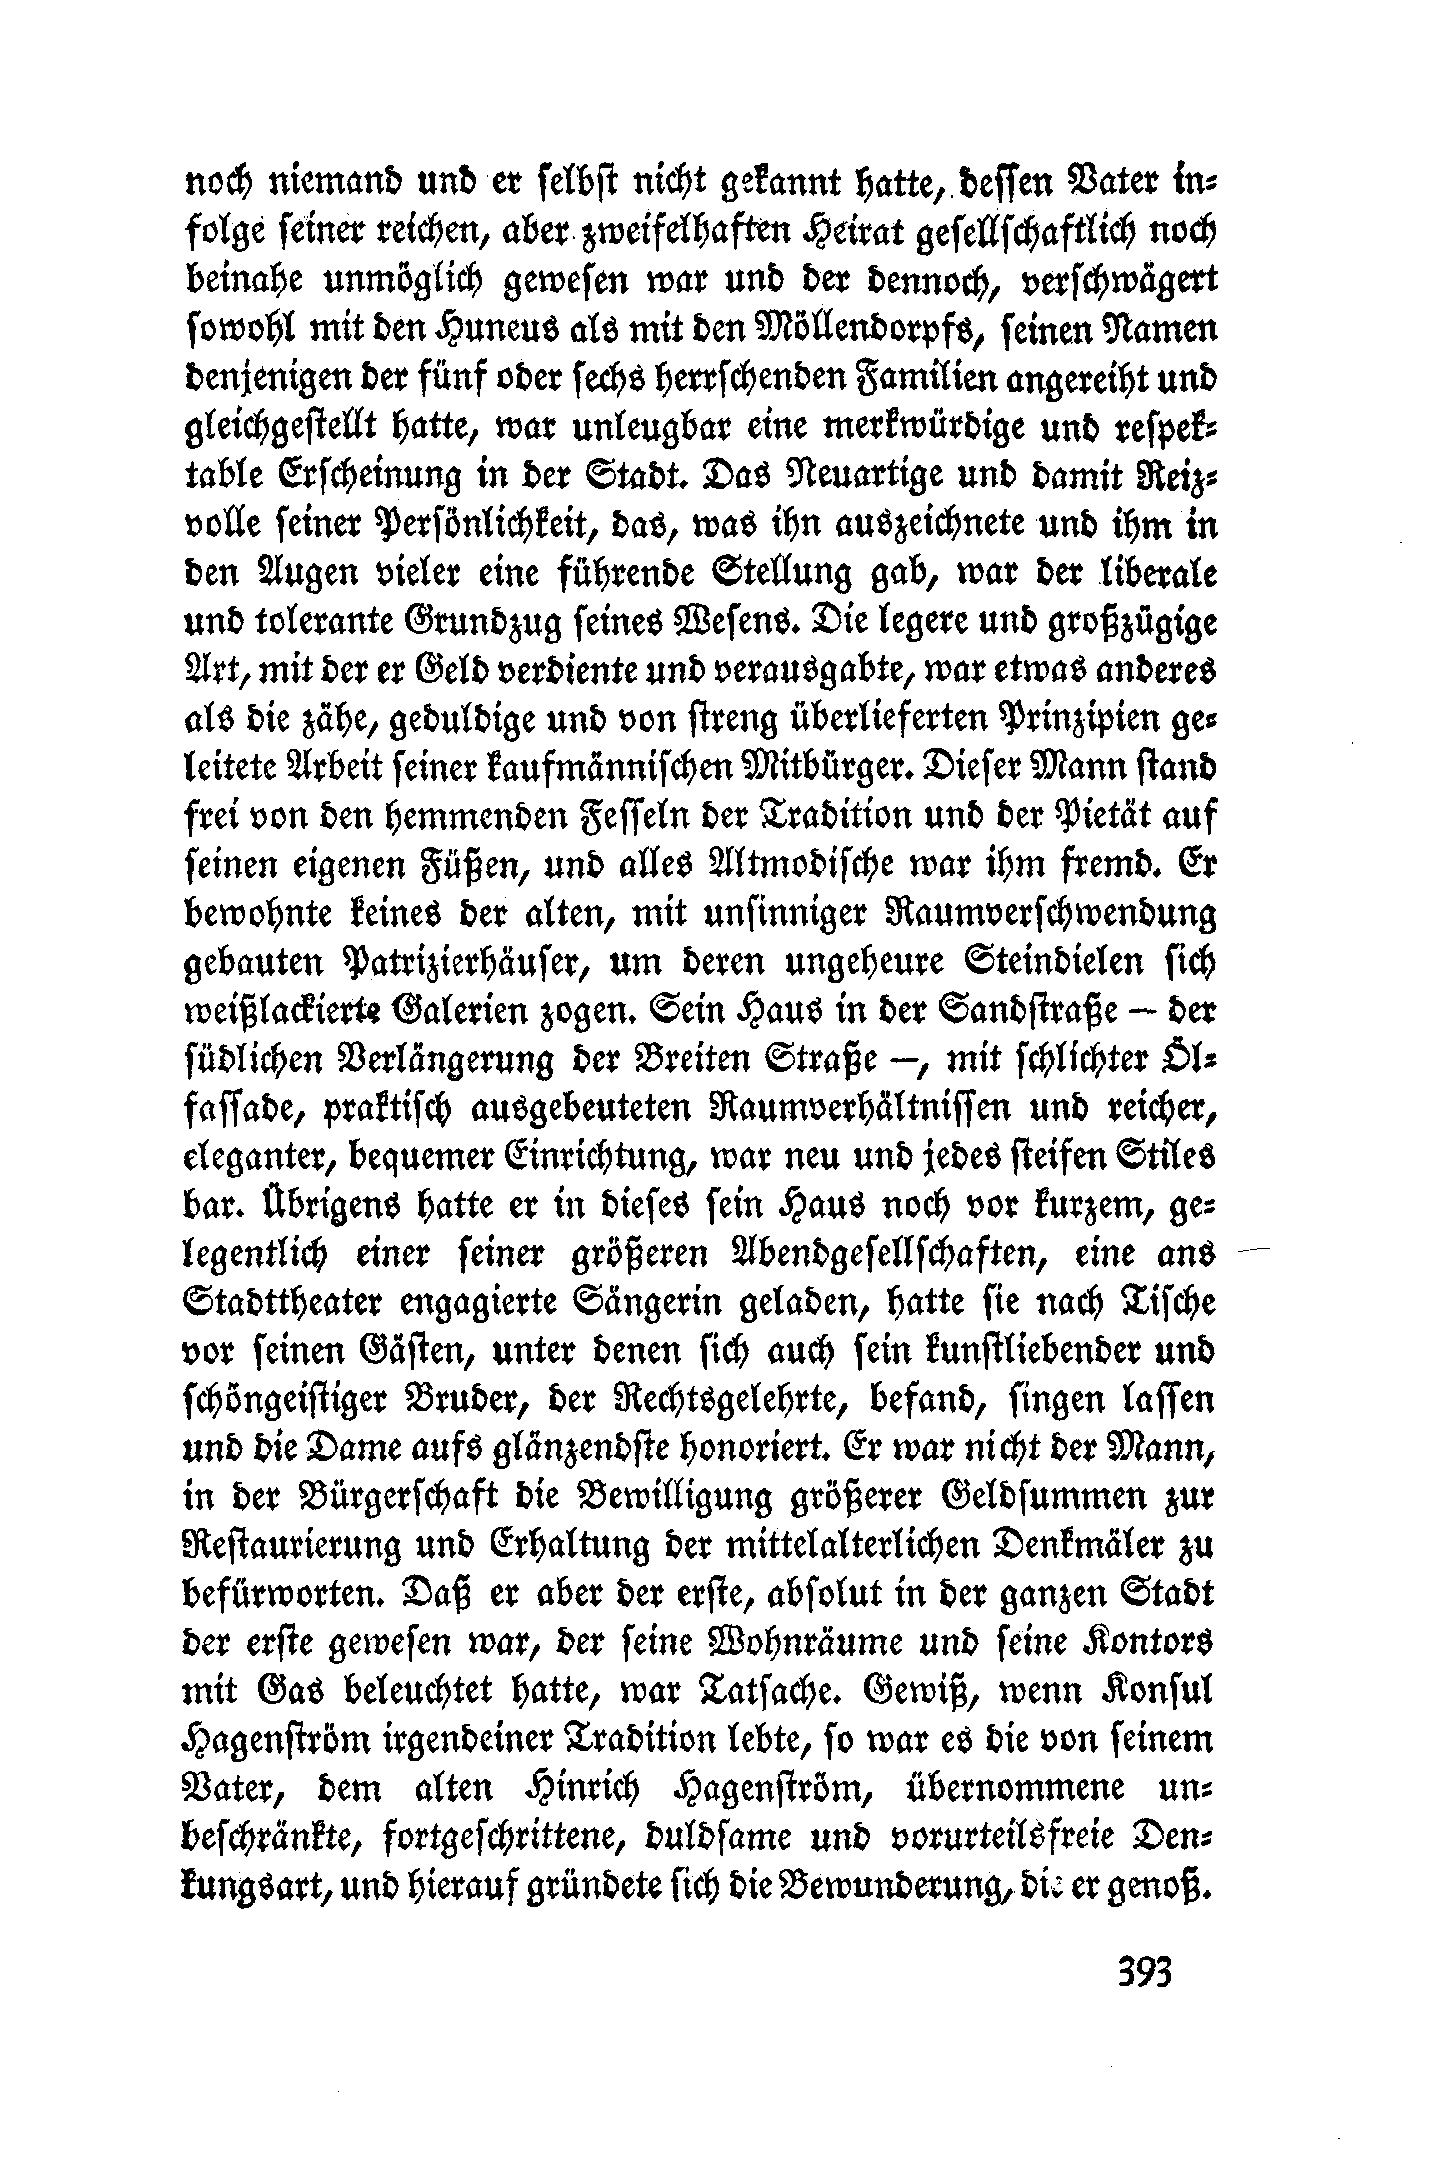 noch niemand und er selbst nicht gekannt hatte, dessen Vater in-
folge seiner reichen, aber zweifelhaften Heirat gesellschaftlich noch
beinahe unmöglich gewesen war und der dennoch, verschwägert
sowohl mit den Huneus als mit den Möllendorpfs, seinen Namen
denjenigen der fünf oder sechs herrschenden Familien angereiht und
gleichgestellt hatte, war unleugbar eine merkwürdige und respek-
table Erscheinung in der Stadt. Das Neuartige und damit Reiz-
volle seiner Persönlichkeit, das, was ihn auszeichnete und ihm in
den Augen vieler eine führende Stellung gab, war der liberale
und tolerante Grundzug seines Wesens. Die legere und großzügige
Art, mit der er Geld verdiente und verausgabte, war etwas anderes
als die zähe, geduldige und von streng überlieferten Prinzipien ge-
leitete Arbeit seiner kaufmännischen Mitbürger. Dieser Mann stand
frei von den hemmenden Fesseln der Tradition und der Pietät auf
seinen eigenen Füßen, und alles Altmodische war ihm fremd. Er
bewohnte keines der alten, mit unsinniger Raumverschwendung
gebauten Patrizierhäuser, um deren ungeheure Steindielen sich
weißlackierte Galerien zogen. Sein Haus in der Sandstraße – der
südlichen Verlängerung der Breiten Straße –, mit schlichter Öl-
fassade, praktisch ausgebeuteten Raumverhältnissen und reicher,
eleganter, bequemer Einrichtung, war neu und jedes steifen Stiles
bar. Übrigens hatte er in dieses sein Haus noch vor kurzem, ge-
legentlich einer seiner größeren Abendgesellschaften, eine ans
Stadttheater engagierte Sängerin geladen, hatte sie nach Tische
vor seinen Gästen, unter denen sich auch sein kunstliebender und
schöngeistiger Bruder, der Rechtsgelehrte, befand, singen lassen
und die Dame aufs glänzendste honoriert. Er war nicht der Mann,
in der Bürgerschaft die Bewilligung größerer Geldsummen zur
Restaurierung und Erhaltung der mittelalterlichen Denkmäler zu
befürworten. Daß er aber der erste, absolut in der ganzen Stadt
der erste gewesen war, der seine Wohnräume und seine Kontors
mit Gas beleuchtet hatte, war Tatsache. Gewiß, wenn Konsul
Hagenström irgendeiner Tradition lebte, so war es die von seinem
Vater, dem alten Hinrich Hagenström, übernommene un-
beschränkte, fortgeschrittene, duldsame und vorurteilsfreie Den-
kungsart, und hierauf gründete sich die Bewunderung, die er genoß.
393